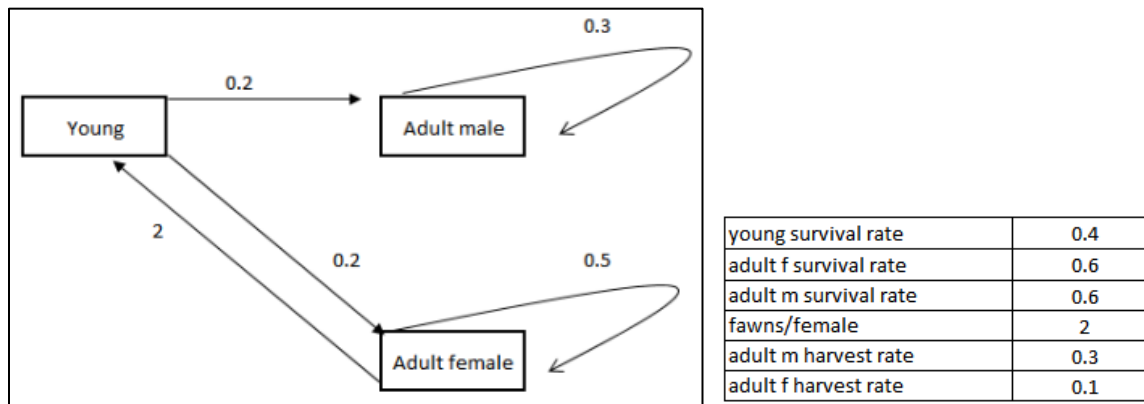 0.3
0.2
Young
Adult male
2
0.2
0.5
Adult female
young survival rate 0.4
adult f survival rate 0.6
adult m survival rate 0.6
fawns/female 2
adult m harvest rate 0.3
adult f harvest rate 0.1